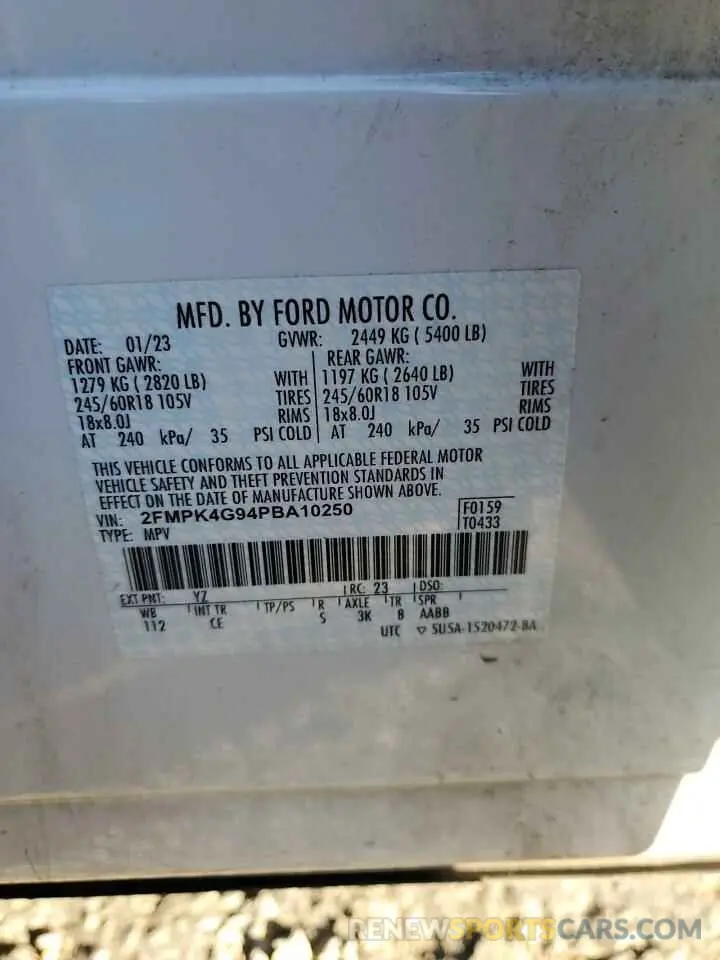 MFD. BY FORD MOTOR CO.
DATE: 01/23 GVWR: 2449 KG ( 5400 LB)
FRONT GAWR: REAR GAWR:
1279 KG ( 2820 LB) WITH 1197 KG ( 2640 LB) WITH
245/60R18 105V TIRES 245/60R18 105V TIRES
18x8.0J RIMS 18x8.0J RIMS
AT 240 kPa/ 35 PSI COLD AT 240 kPa/ 35 PSI COLD
THIS VEHICLE CONFORMS TO ALL APPLICABLE FEDERAL MOTOR
VEHICLE SAFETY AND THEFT PREVENTION STANDARDS IN
EFFECT ON THE DATE OF MANUFACTURE SHOWN ABOVE.
VIN: 2FMPK4G94PBA10250 F0159
TYPE: MPV T0433
EXT PNT: YZ RC: 23 DSO:
WB INT TR TP/PS R AXLE TR SPR
112 CE S 3K 8 AABB
UTC ▽ SU5A-1520472-BA
RENEWSPORTSCARS.COM